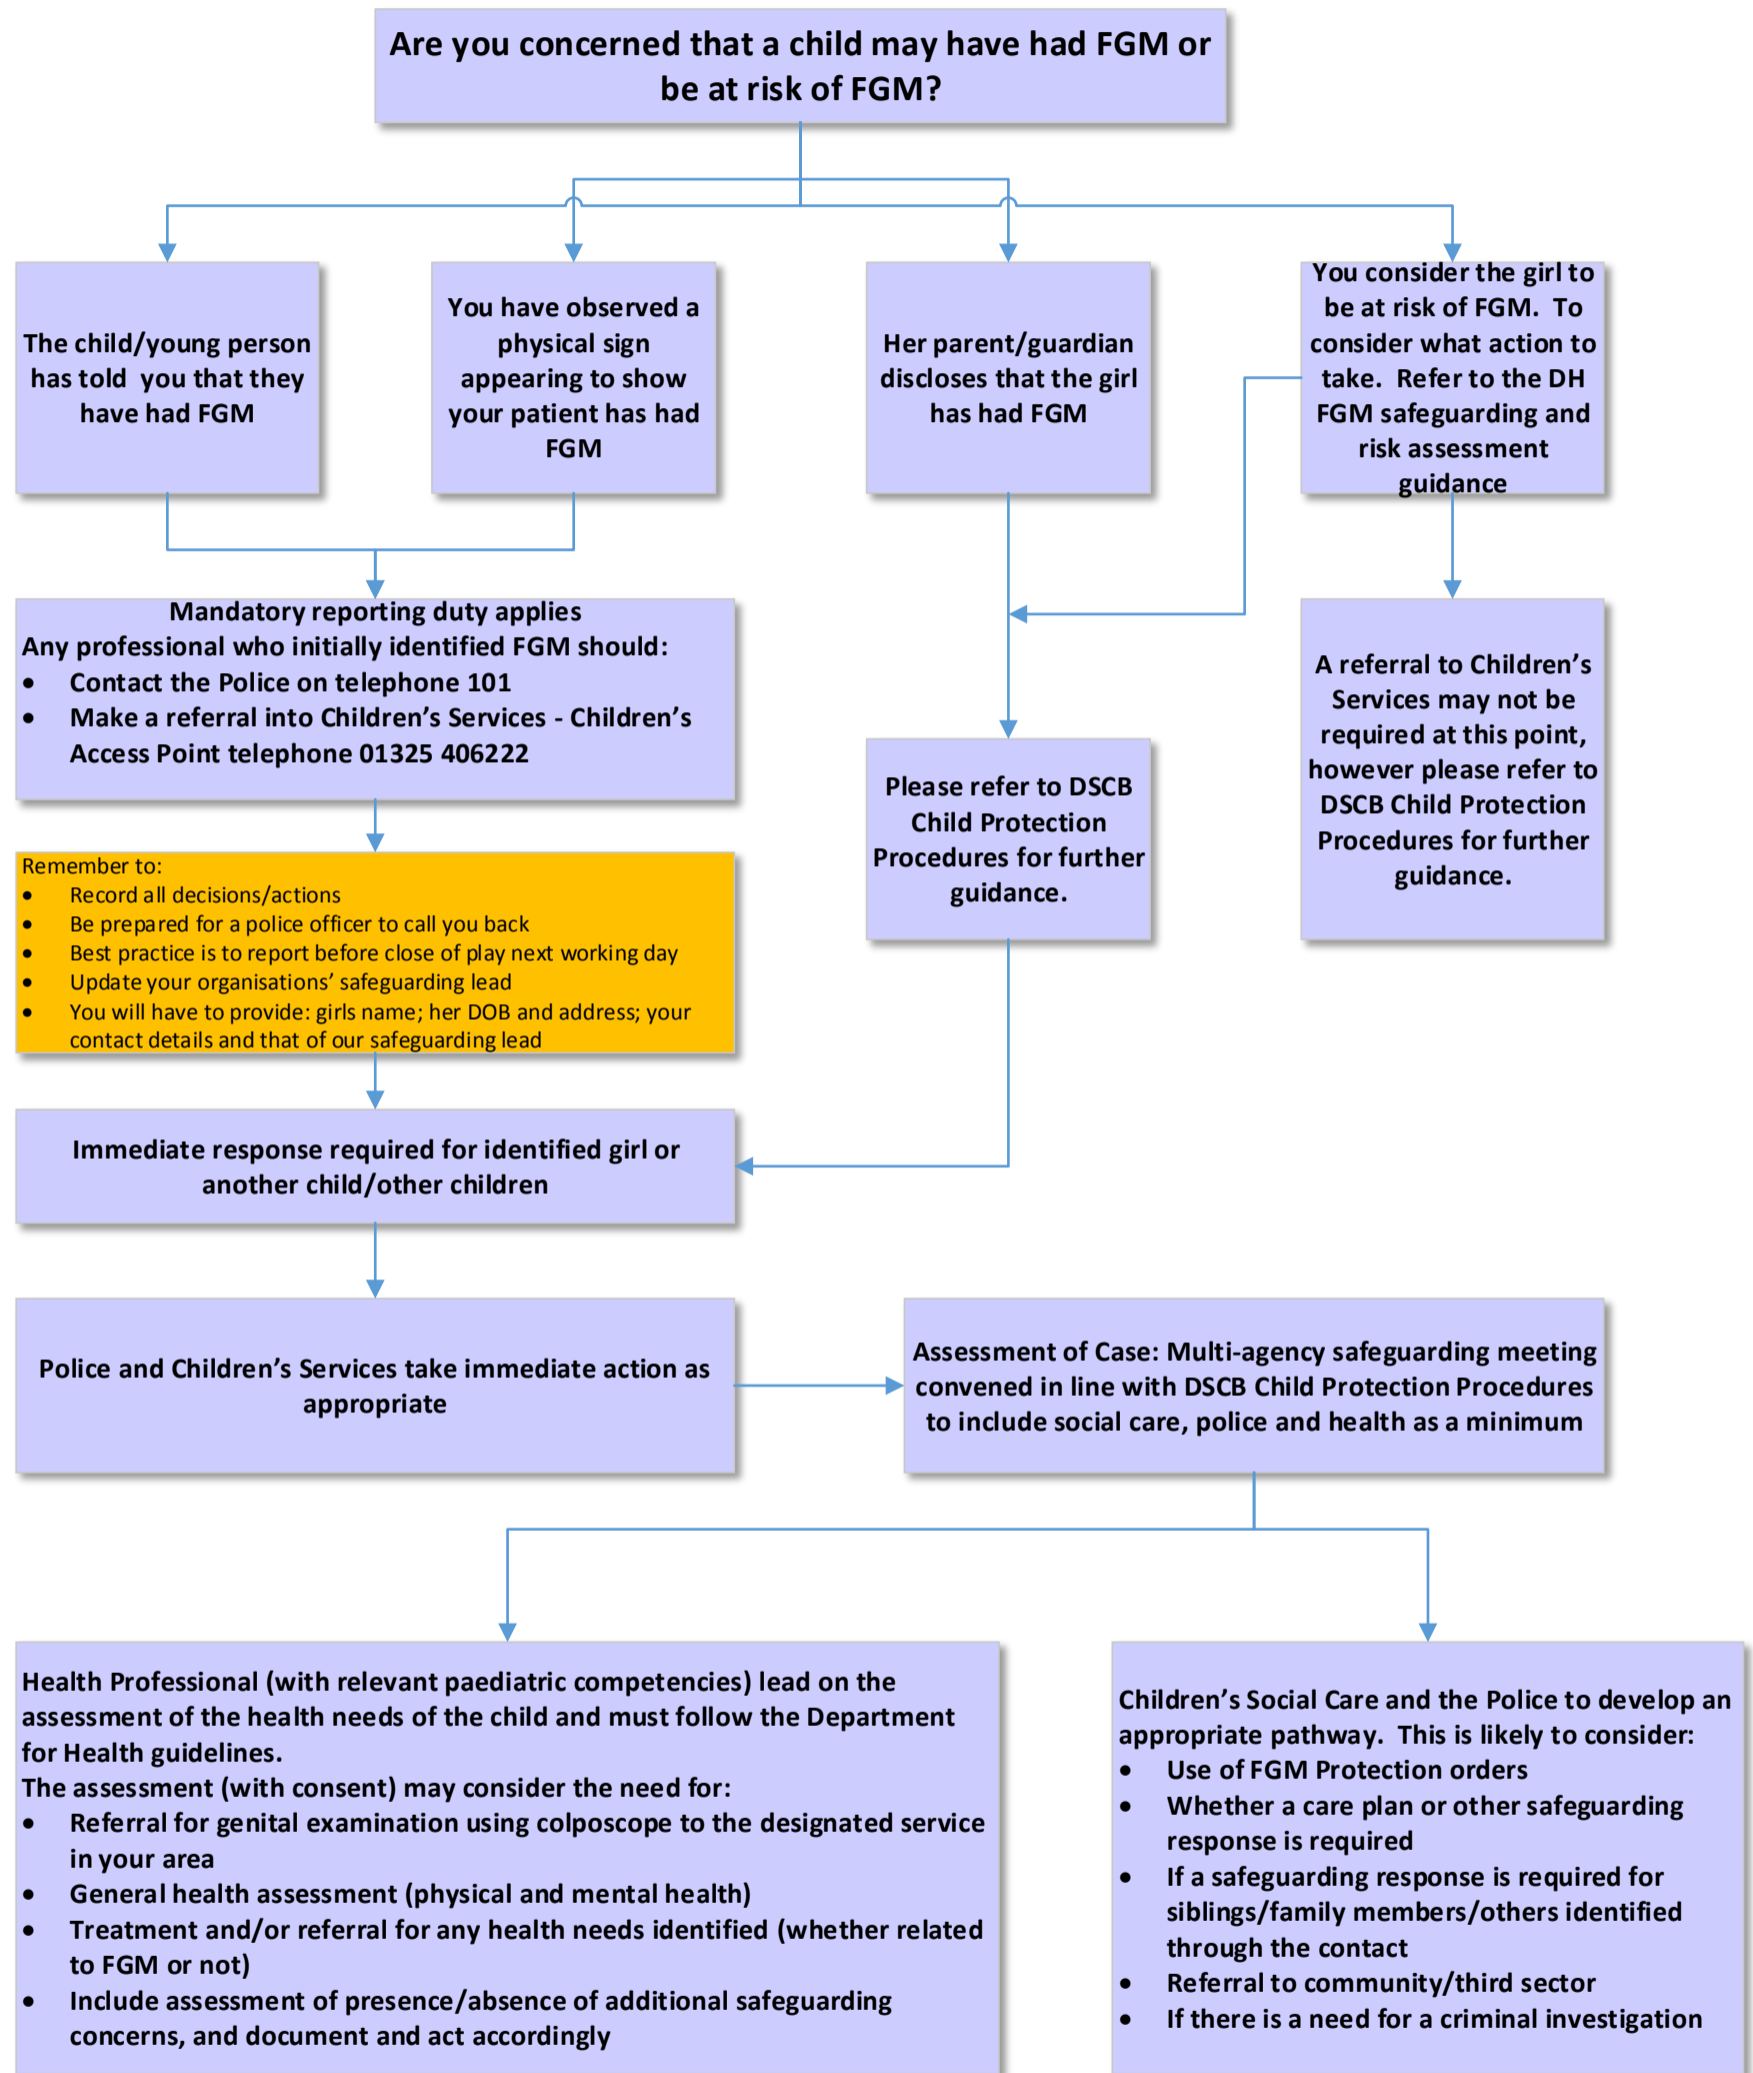 Are you concerned that a child may have had FGM or
be at risk of FGM?
The child/young person
has told  you that they
have had FGM
You have observed a
physical sign
appearing to show
your patient has had
FGM
Her parent/guardian
discloses that the girl
has had FGM
You consider the girl to
be at risk of FGM.  To
consider what action to
take.  Refer to the DH
FGM safeguarding and
risk assessment
guidance
Mandatory reporting duty applies
Any professional who initially identified FGM should:
• Contact the Police on telephone 101
• Make a referral into Children’s Services - Children’s
Access Point telephone 01325 406222
Please refer to DSCB
Child Protection
Procedures for further
guidance.
A referral to Children’s
Services may not be
required at this point,
however please refer to
DSCB Child Protection
Procedures for further
guidance.
Remember to:
• Record all decisions/actions
• Be prepared for a police officer to call you back
• Best practice is to report before close of play next working day
• Update your organisations’ safeguarding lead
• You will have to provide: girls name; her DOB and address; your
contact details and that of our safeguarding lead
Immediate response required for identified girl or
another child/other children
Police and Children’s Services take immediate action as
appropriate
Assessment of Case: Multi-agency safeguarding meeting
convened in line with DSCB Child Protection Procedures
to include social care, police and health as a minimum
Health Professional (with relevant paediatric competencies) lead on the
assessment of the health needs of the child and must follow the Department
for Health guidelines.
The assessment (with consent) may consider the need for:
• Referral for genital examination using colposcope to the designated service
in your area
• General health assessment (physical and mental health)
• Treatment and/or referral for any health needs identified (whether related
to FGM or not)
• Include assessment of presence/absence of additional safeguarding
concerns, and document and act accordingly
Children’s Social Care and the Police to develop an
appropriate pathway.  This is likely to consider:
• Use of FGM Protection orders
• Whether a care plan or other safeguarding
response is required
• If a safeguarding response is required for
siblings/family members/others identified
through the contact
• Referral to community/third sector
• If there is a need for a criminal investigation